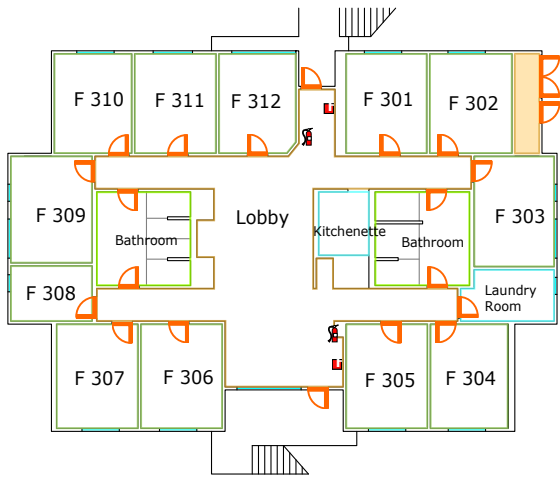 F 310
F 311
F 312
F 301
F 302
F 309
Lobby
F 303
Kitchenette
Bathroom
Bathroom
F 308
Laundry
Room
F 307
F 306
F 305
F 304